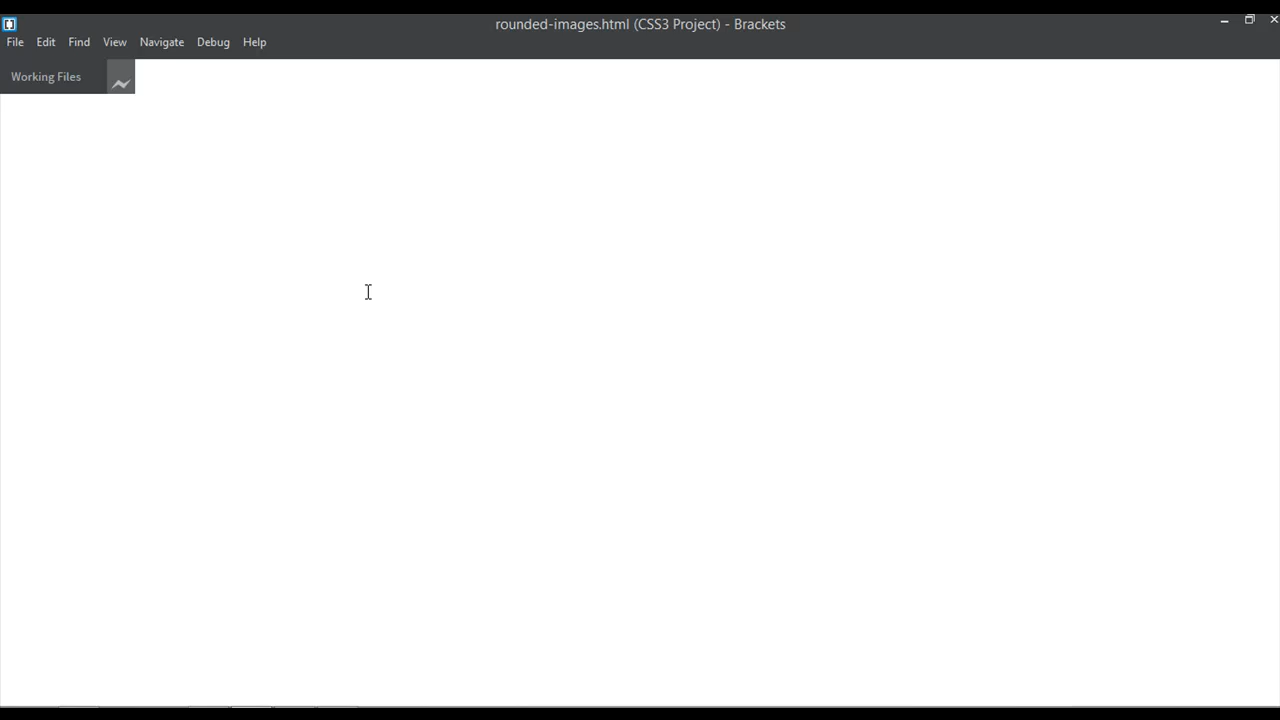 rounded-images.html (CSS3 Project) - Brackets
File Edit Find View Navigate Debug Help
Working Files